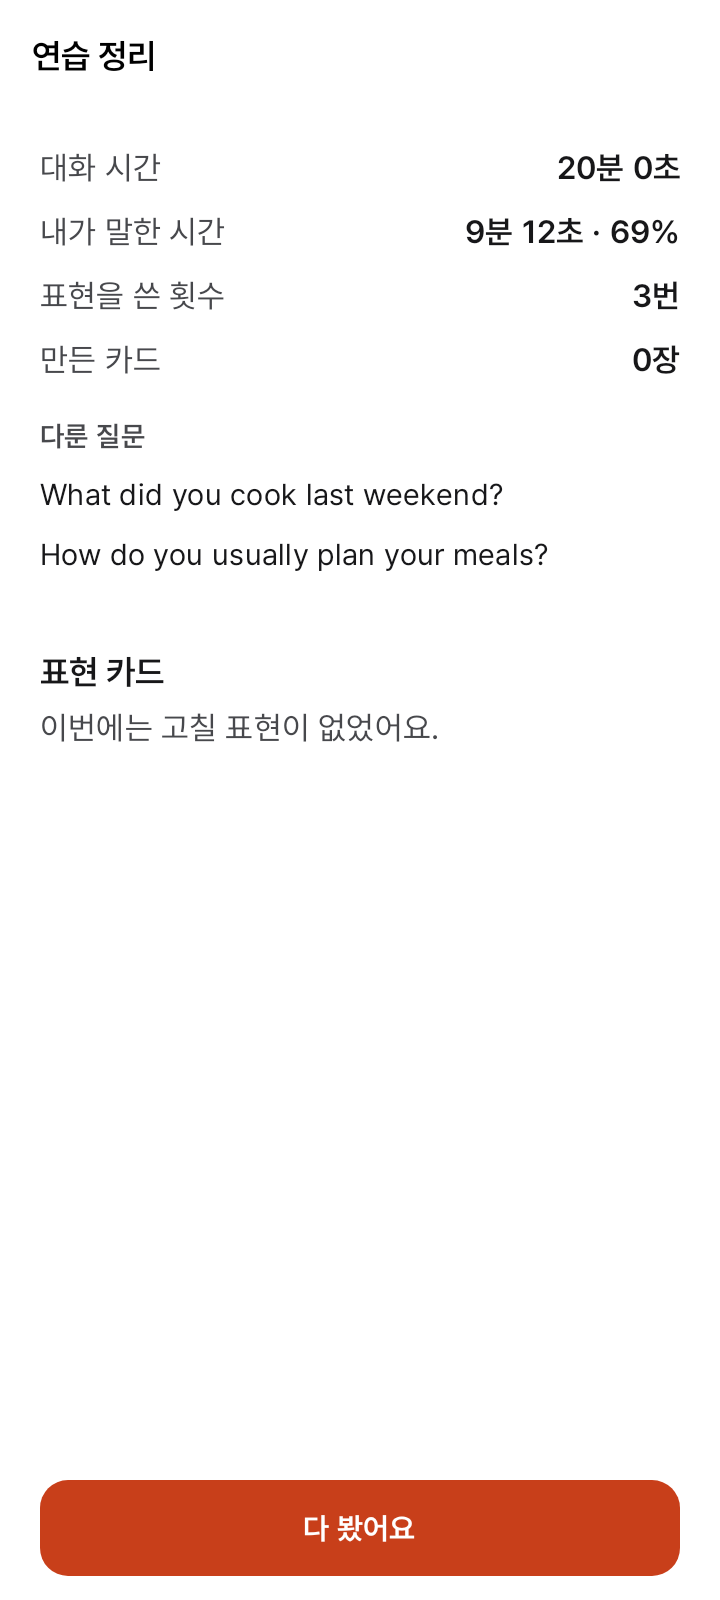 연습 정리
대화 시간 20분 0초
내가 말한 시간 9분 12초 · 69%
표현을 쓴 횟수 3번
만든 카드 0장
다룬 질문
What did you cook last weekend?
How do you usually plan your meals?
표현 카드
이번에는 고칠 표현이 없었어요.
다 봤어요